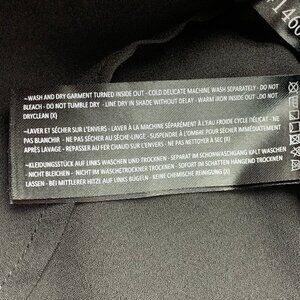 1400
~WASH AND DRY GARMENT TURNED INSIDE OUT - COLD DELICATE MACHINE WASH SEPARATELY - DO NOT
BLEACH - DO NOT TUMBLE DRY - LINE DRY IN SHADE WITHOUT DELAY - WARM IRON INSIDE OUT - DO NOT
DRYCLEAN (X)
~LAVER ET SÉCHER SUR L'ENVERS - LAVER À LA MACHINE SÉPARÉMENT À L'EAU FROIDE CYCLE DÉLICAT - NE
PAS BLANCHIR - NE PAS SÉCHER AU SÈCHE-LINGE - SUSPENDRE À L'OMBRE POUR SÉCHER IMMÉDIATEMENT
APRÈS LAVAGE - REPASSER AU FER CHAUD SUR L'ENVERS - NE PAS NETTOYER À SEC (X)
~KLEIDUNGSSTÜCK AUF LINKS WASCHEN UND TROCKNEN - SEPARAT IM SCHONWASCHGANG KALT WASCHEN
- NICHT BLEICHEN - NICHT IM WÄSCHETROCKNER TROCKNEN - SOFORT IM SCHATTEN TROCKNEN
LASSEN - BEI MITTLERER HITZE AUF LINKS BÜGELN - KEINE CHEMISCHE REINIGUNG (X)